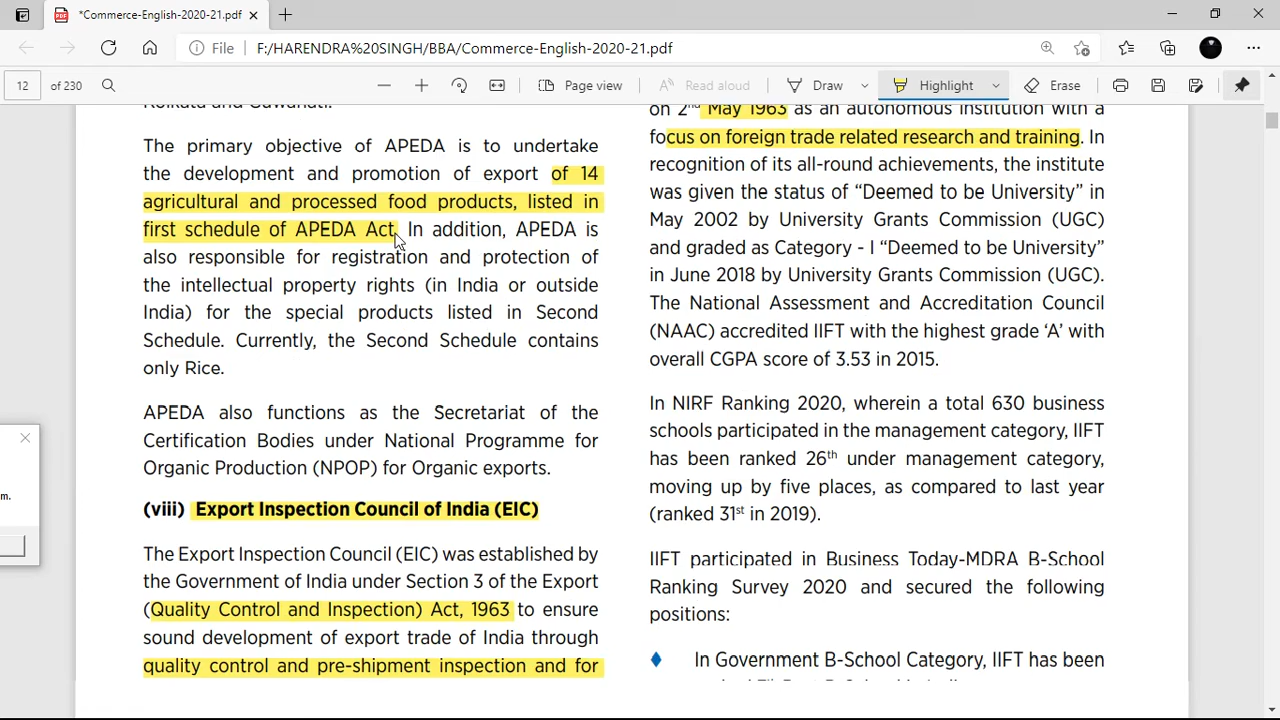 *Commerce-English-2020-21.pdf
File
F:/HARENDRA%20SINGH/BBA/Commerce-English-2020-21.pdf
12
of 230
Page view
Read aloud
Draw
Highlight
Erase
Kolkata and Guwahati.
The primary objective of APEDA is to undertake
the development and promotion of export of 14
agricultural and processed food products, listed in
first schedule of APEDA Act. In addition, APEDA is
also responsible for registration and protection of
the intellectual property rights (in India or outside
India) for the special products listed in Second
Schedule. Currently, the Second Schedule contains
only Rice.
APEDA also functions as the Secretariat of the
Certification Bodies under National Programme for
Organic Production (NPOP) for Organic exports.
(viii) Export Inspection Council of India (EIC)
The Export Inspection Council (EIC) was established by
the Government of India under Section 3 of the Export
(Quality Control and Inspection) Act, 1963 to ensure
sound development of export trade of India through
quality control and pre-shipment inspection and for
on 2nd May 1963 as an autonomous institution with a
focus on foreign trade related research and training. In
recognition of its all-round achievements, the institute
was given the status of “Deemed to be University” in
May 2002 by University Grants Commission (UGC)
and graded as Category - I “Deemed to be University”
in June 2018 by University Grants Commission (UGC).
The National Assessment and Accreditation Council
(NAAC) accredited IIFT with the highest grade ‘A’ with
overall CGPA score of 3.53 in 2015.
In NIRF Ranking 2020, wherein a total 630 business
schools participated in the management category, IIFT
has been ranked 26th under management category,
moving up by five places, as compared to last year
(ranked 31st in 2019).
IIFT participated in Business Today-MDRA B-School
Ranking Survey 2020 and secured the following
positions:
In Government B-School Category, IIFT has been
m.